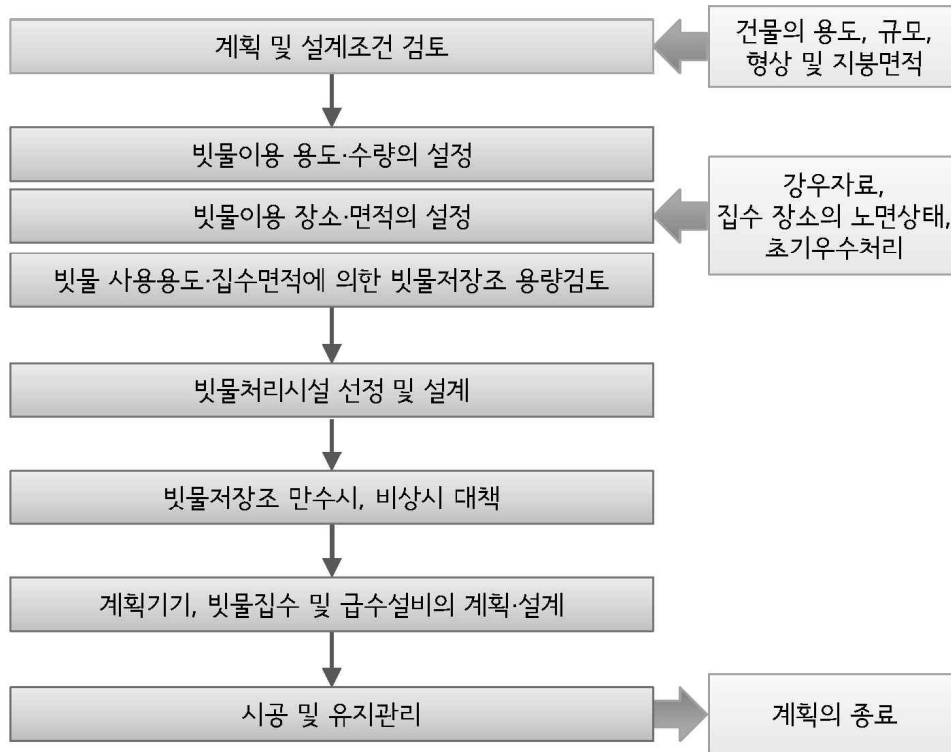 계획 및 설계조건 검토
건물의 용도, 규모,
형상 및 지붕면적
빗물이용 용도·수량의 설정
빗물이용 장소·면적의 설정
강우자료,
집수 장소의 노면상태,
초기우수처리
빗물 사용용도·집수면적에 의한 빗물저장조 용량검토
빗물처리시설 선정 및 설계
빗물저장조 만수시, 비상시 대책
계획기기, 빗물집수 및 급수설비의 계획·설계
시공 및 유지관리
계획의 종료